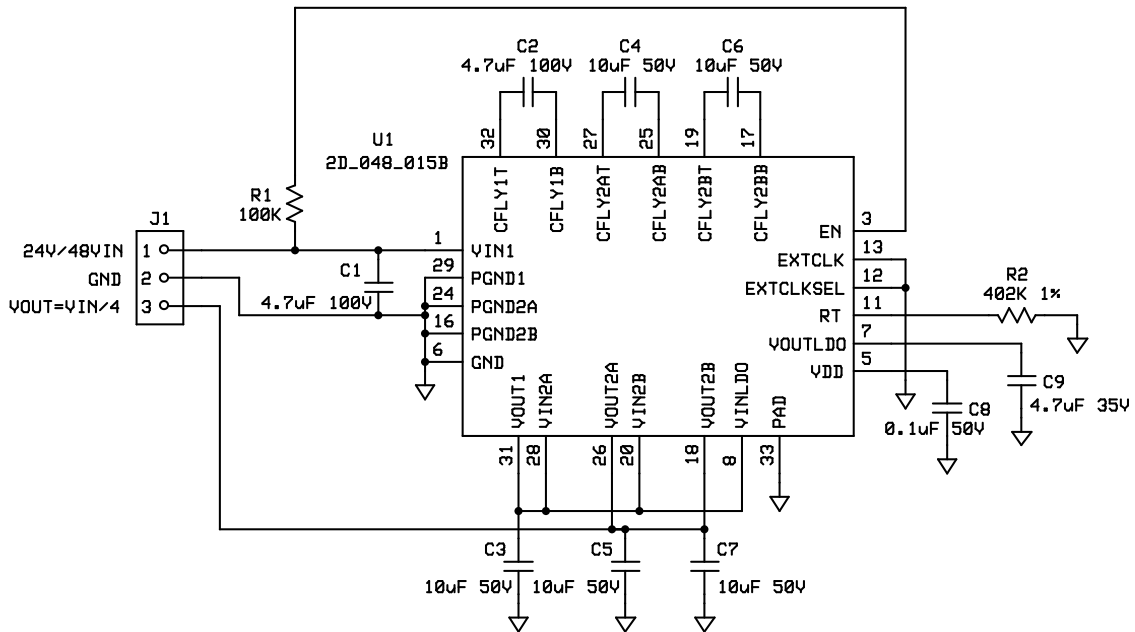 C2
4.7uF 100V
C4
10uF 50V
C6
10uF 50V
32
30
27
25
19
17
U1
2D_048_015B
CFLY1T
CFLY1B
CFLY2AT
CFLY2AB
CFLY2BT
CFLY2BB
R1
100K
J1
24V/48VIN
1
GND
2
VOUT=VIN/4
3
C1
4.7uF 100V
1
VIN1
29
PGND1
24
PGND2A
16
PGND2B
6
GND
EN
3
EXTCLK
13
EXTCLKSEL
12
RT
11
VOUTLDO
7
VDD
5
R2
402K 1%
C9
4.7uF 35V
C8
0.1uF 50V
VOUT1
VIN2A
VOUT2A
VIN2B
VOUT2B
VINLDO
PAD
31
28
26
20
18
8
33
C3
10uF 50V
C5
10uF 50V
C7
10uF 50V